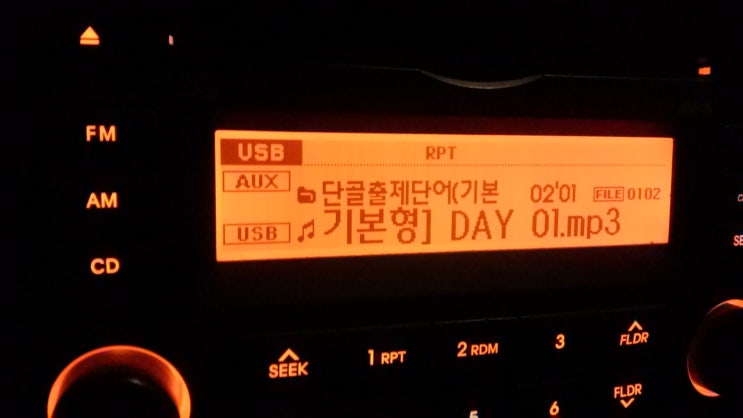 FM
AM
CD
USB RPT
AUX
단골출제단어(기본 02'01 FILE 0102
USB 기본형] DAY 01.mp3
SEEK
1 RPT
2 RDM
3
FLDR
FLDR
5
6